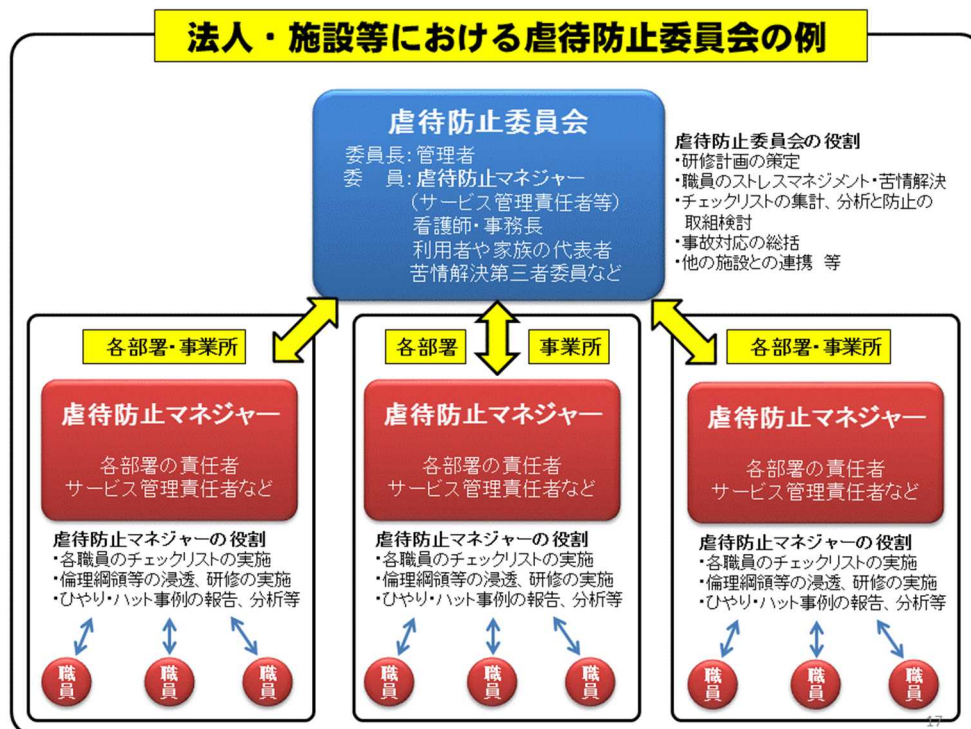 法人・施設等における虐待防止委員会の例
虐待防止委員会
委員長：管理者
委　員：虐待防止マネジャー
（サービス管理責任者等）
看護師・事務長
利用者や家族の代表者
苦情解決第三者委員など
虐待防止委員会の役割
・研修計画の策定
・職員のストレスマネジメント・苦情解決
・チェックリストの集計、分析と防止の
取組検討
・事故対応の総括
・他の施設との連携 等
各部署・事業所
虐待防止マネジャー
各部署の責任者
サービス管理責任者など
虐待防止マネジャーの役割
・各職員のチェックリストの実施
・倫理綱領等の浸透、研修の実施
・ひやり・ハット事例の報告、分析等
職員
職員
職員
各部署
事業所
虐待防止マネジャー
各部署の責任者
サービス管理責任者など
虐待防止マネジャーの役割
・各職員のチェックリストの実施
・倫理綱領等の浸透、研修の実施
・ひやり・ハット事例の報告、分析等
職員
職員
職員
各部署・事業所
虐待防止マネジャー
各部署の責任者
サービス管理責任者など
虐待防止マネジャーの役割
・各職員のチェックリストの実施
・倫理綱領等の浸透、研修の実施
・ひやり・ハット事例の報告、分析等
職員
職員
職員
17